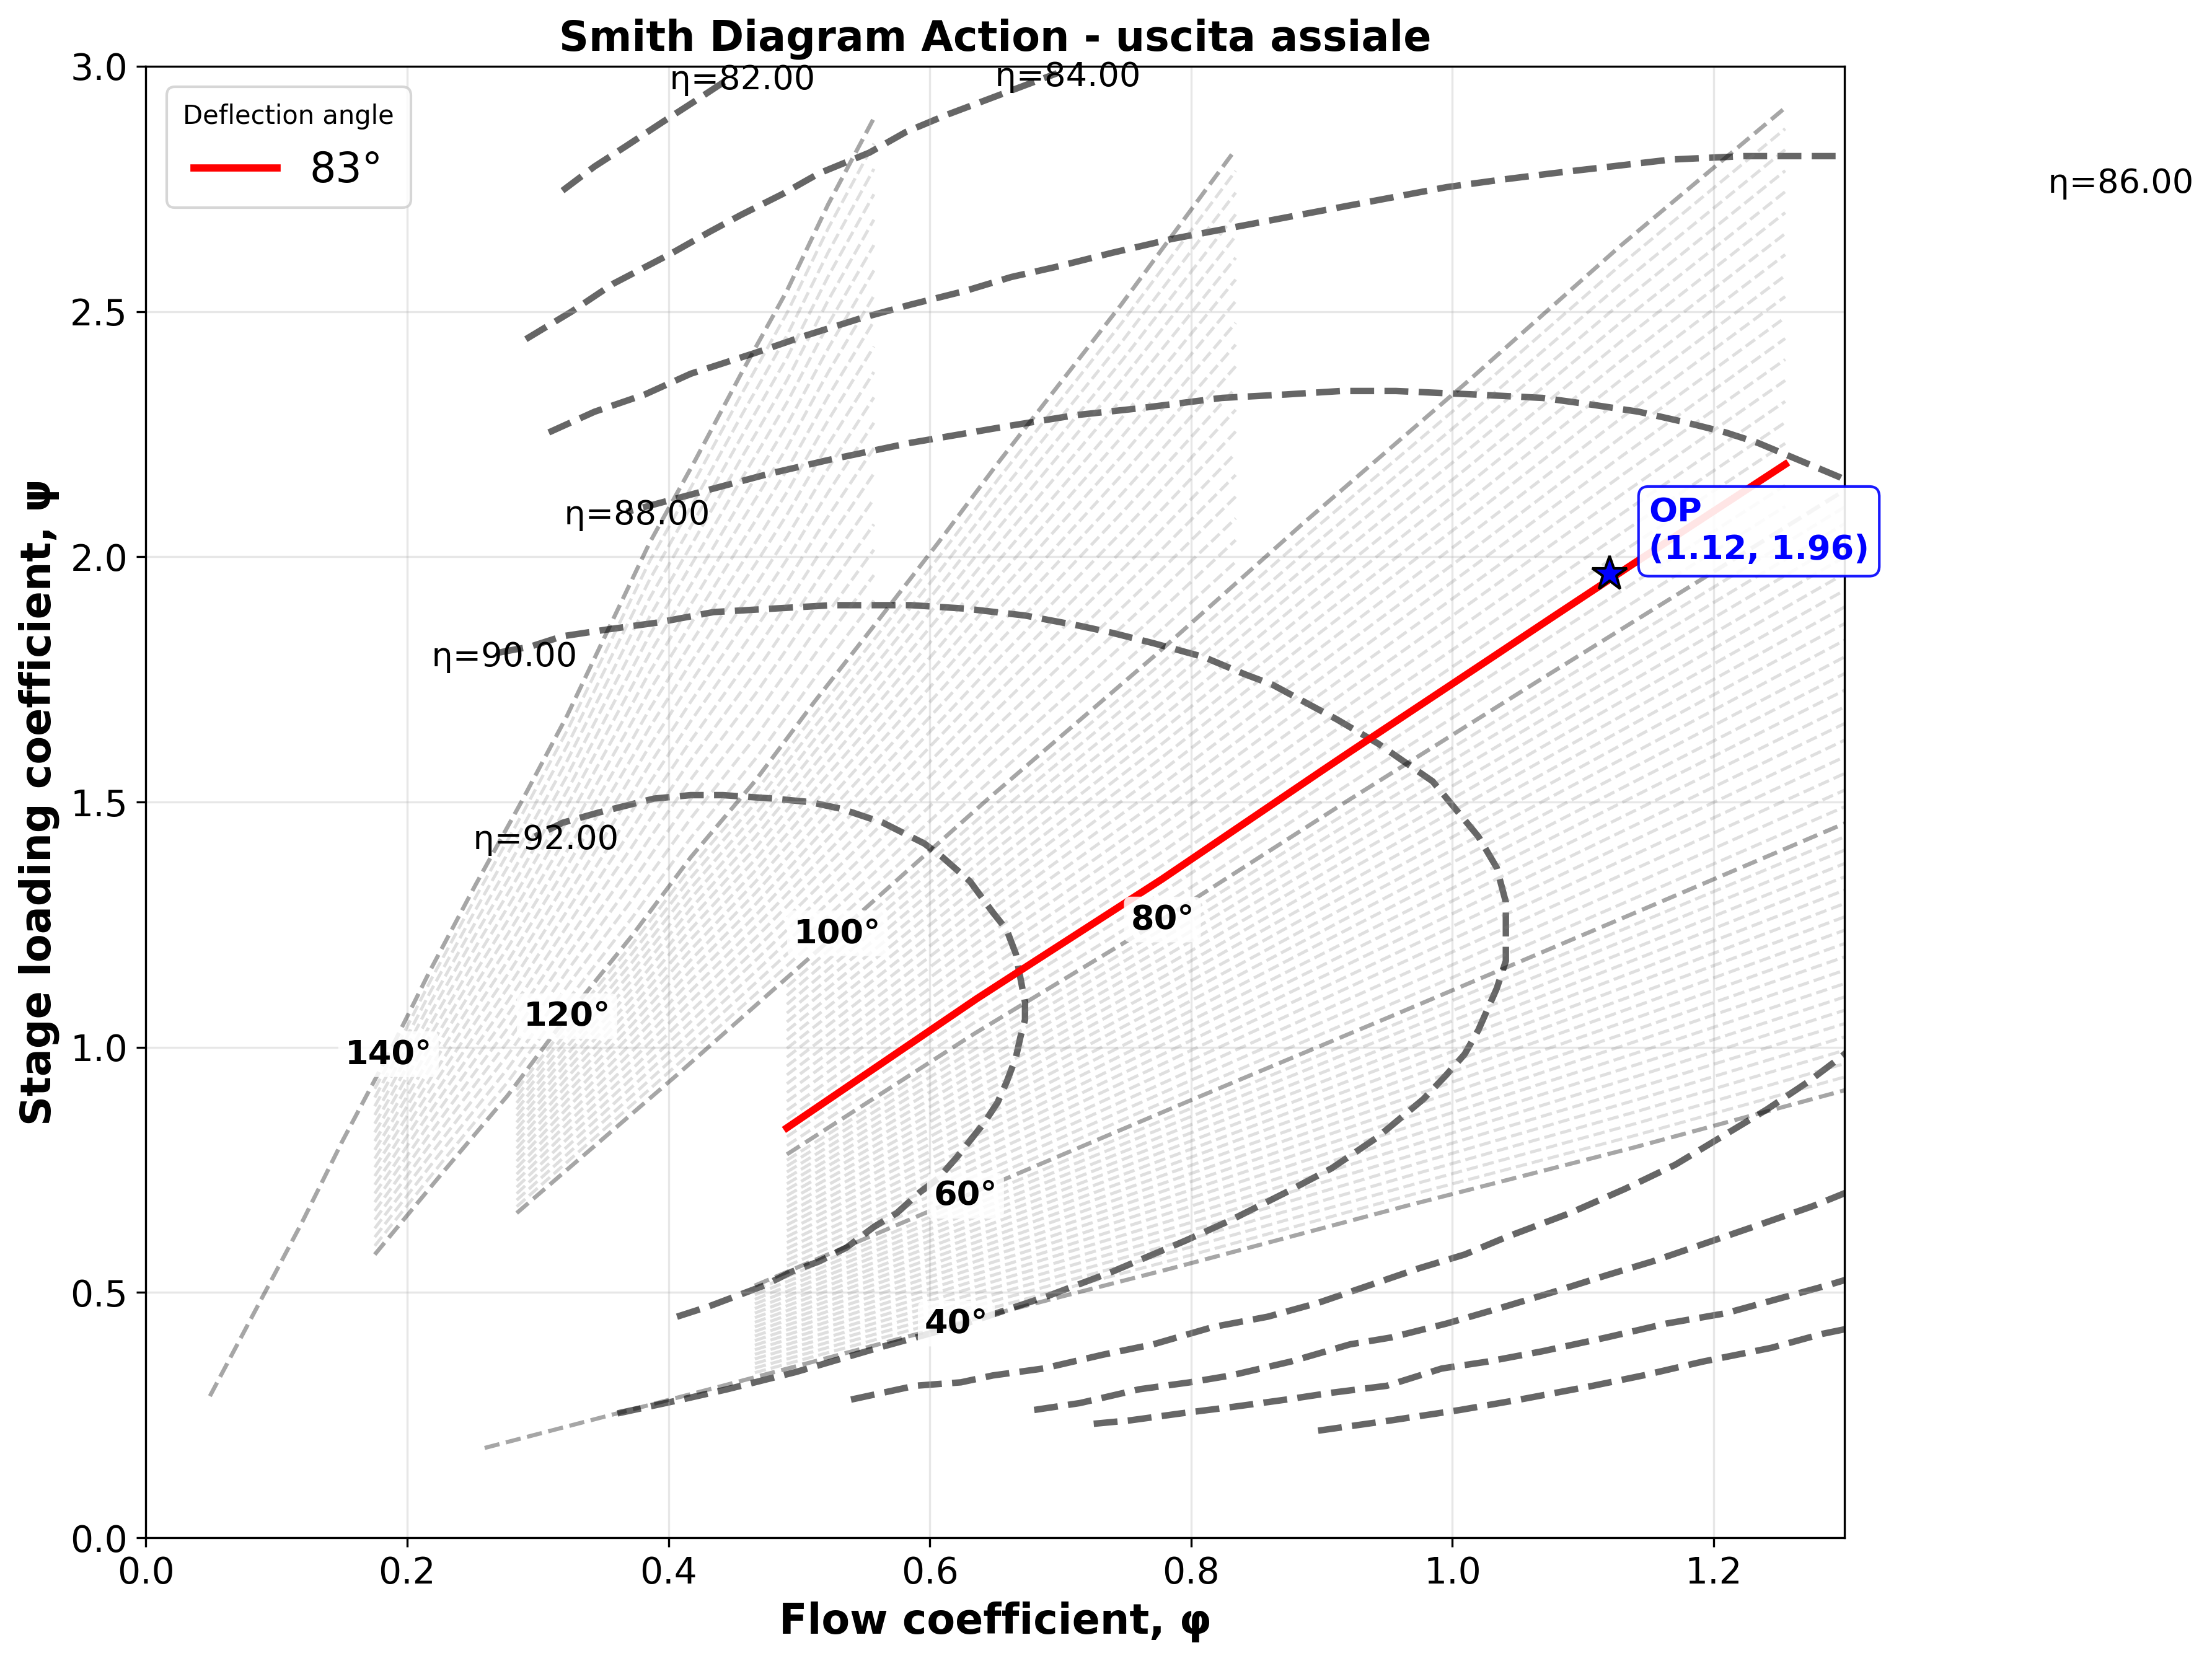 Smith Diagram Action - uscita assiale
Deflection angle
83°
η=82.00
η=84.00
η=86.00
η=88.00
η=90.00
η=92.00
OP
(1.12, 1.96)
140°
120°
100°
80°
60°
40°
Stage loading coefficient, ψ
3.0
2.5
2.0
1.5
1.0
0.5
0.0
0.0 0.2 0.4 0.6 0.8 1.0 1.2
Flow coefficient, φ